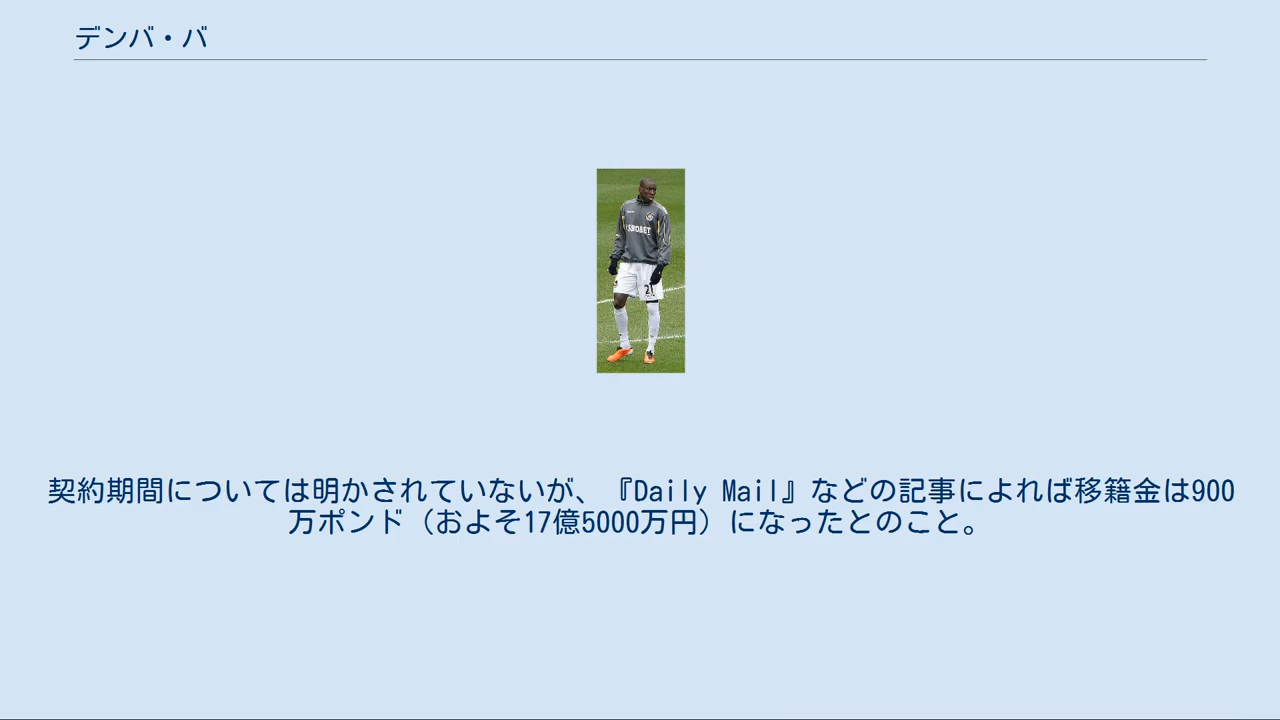 デンバ・バ
SBOBET
21
契約期間については明かされていないが、『Daily Mail』などの記事によれば移籍金は900
万ポンド（およそ17億5000万円）になったとのこと。